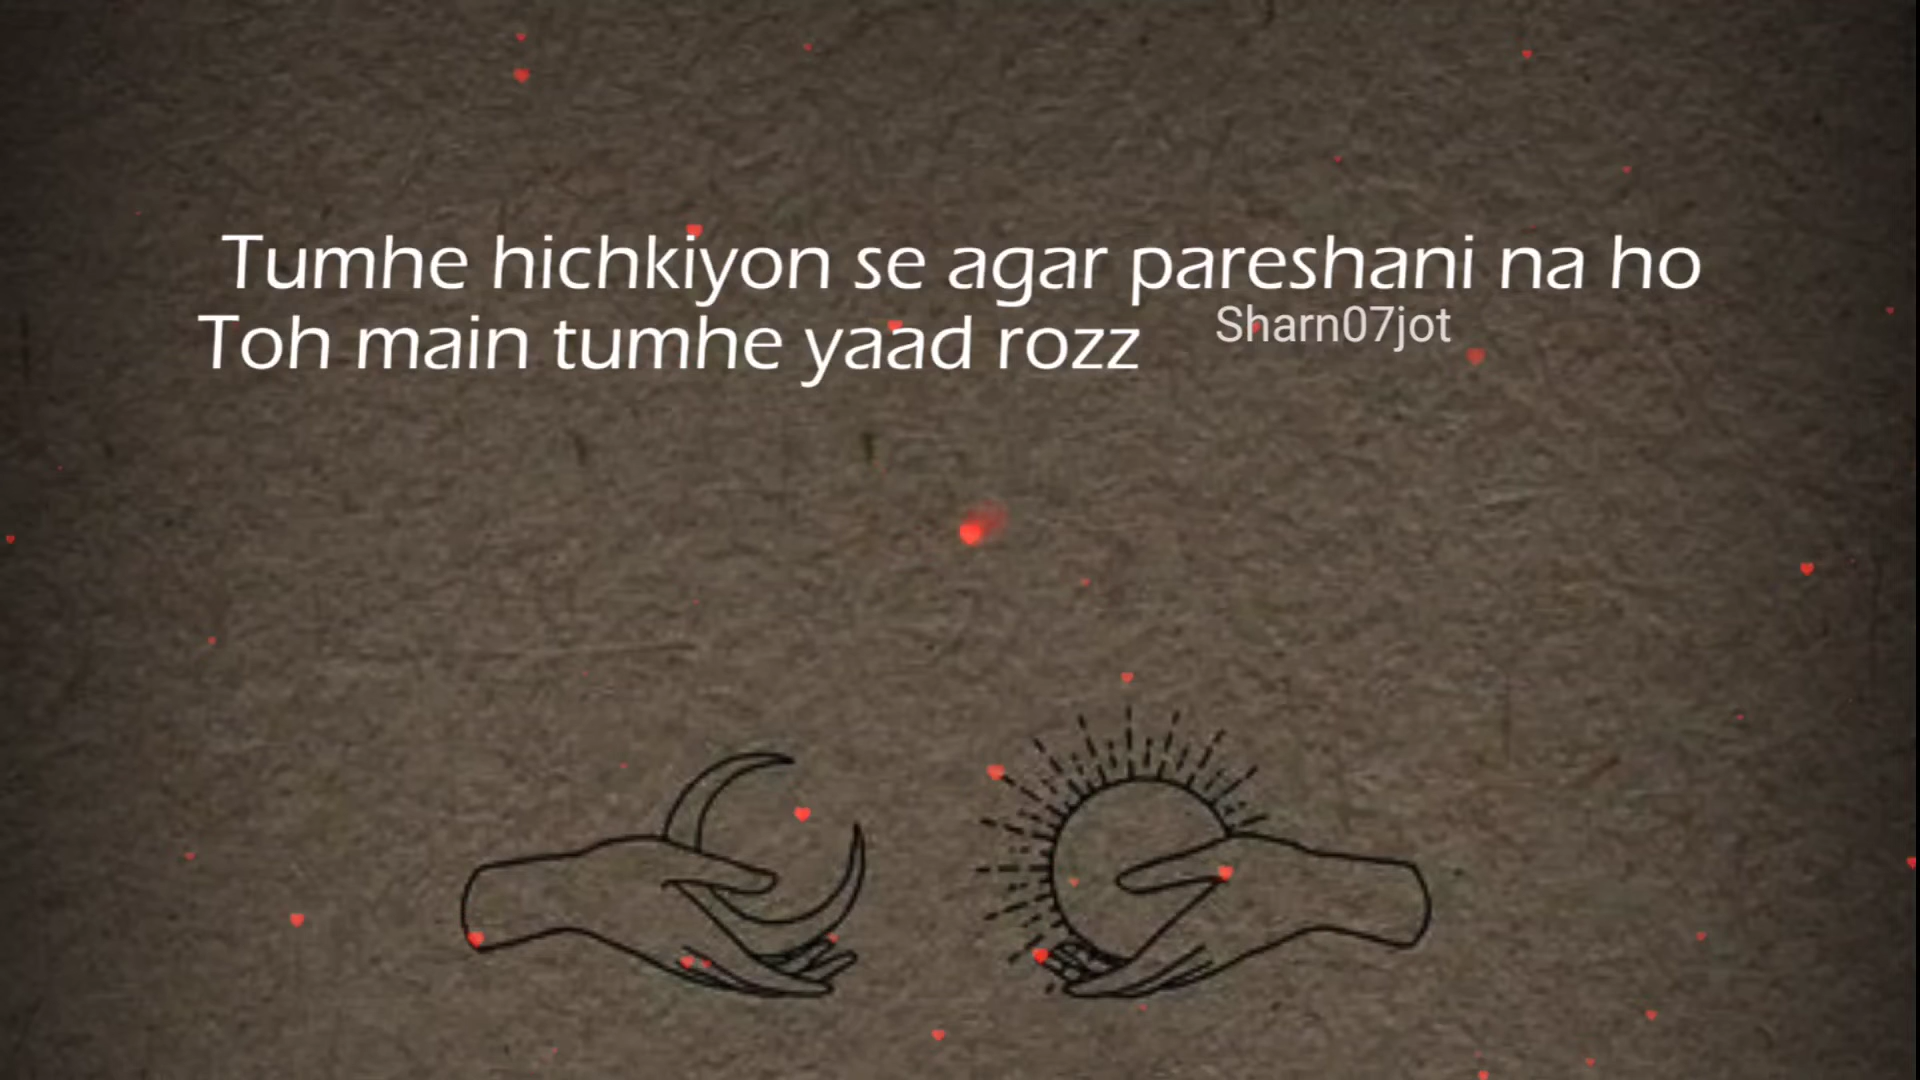 Tumhe hichkiyon se agar pareshani na ho
Toh main tumhe yaad rozz
Sharn07jot